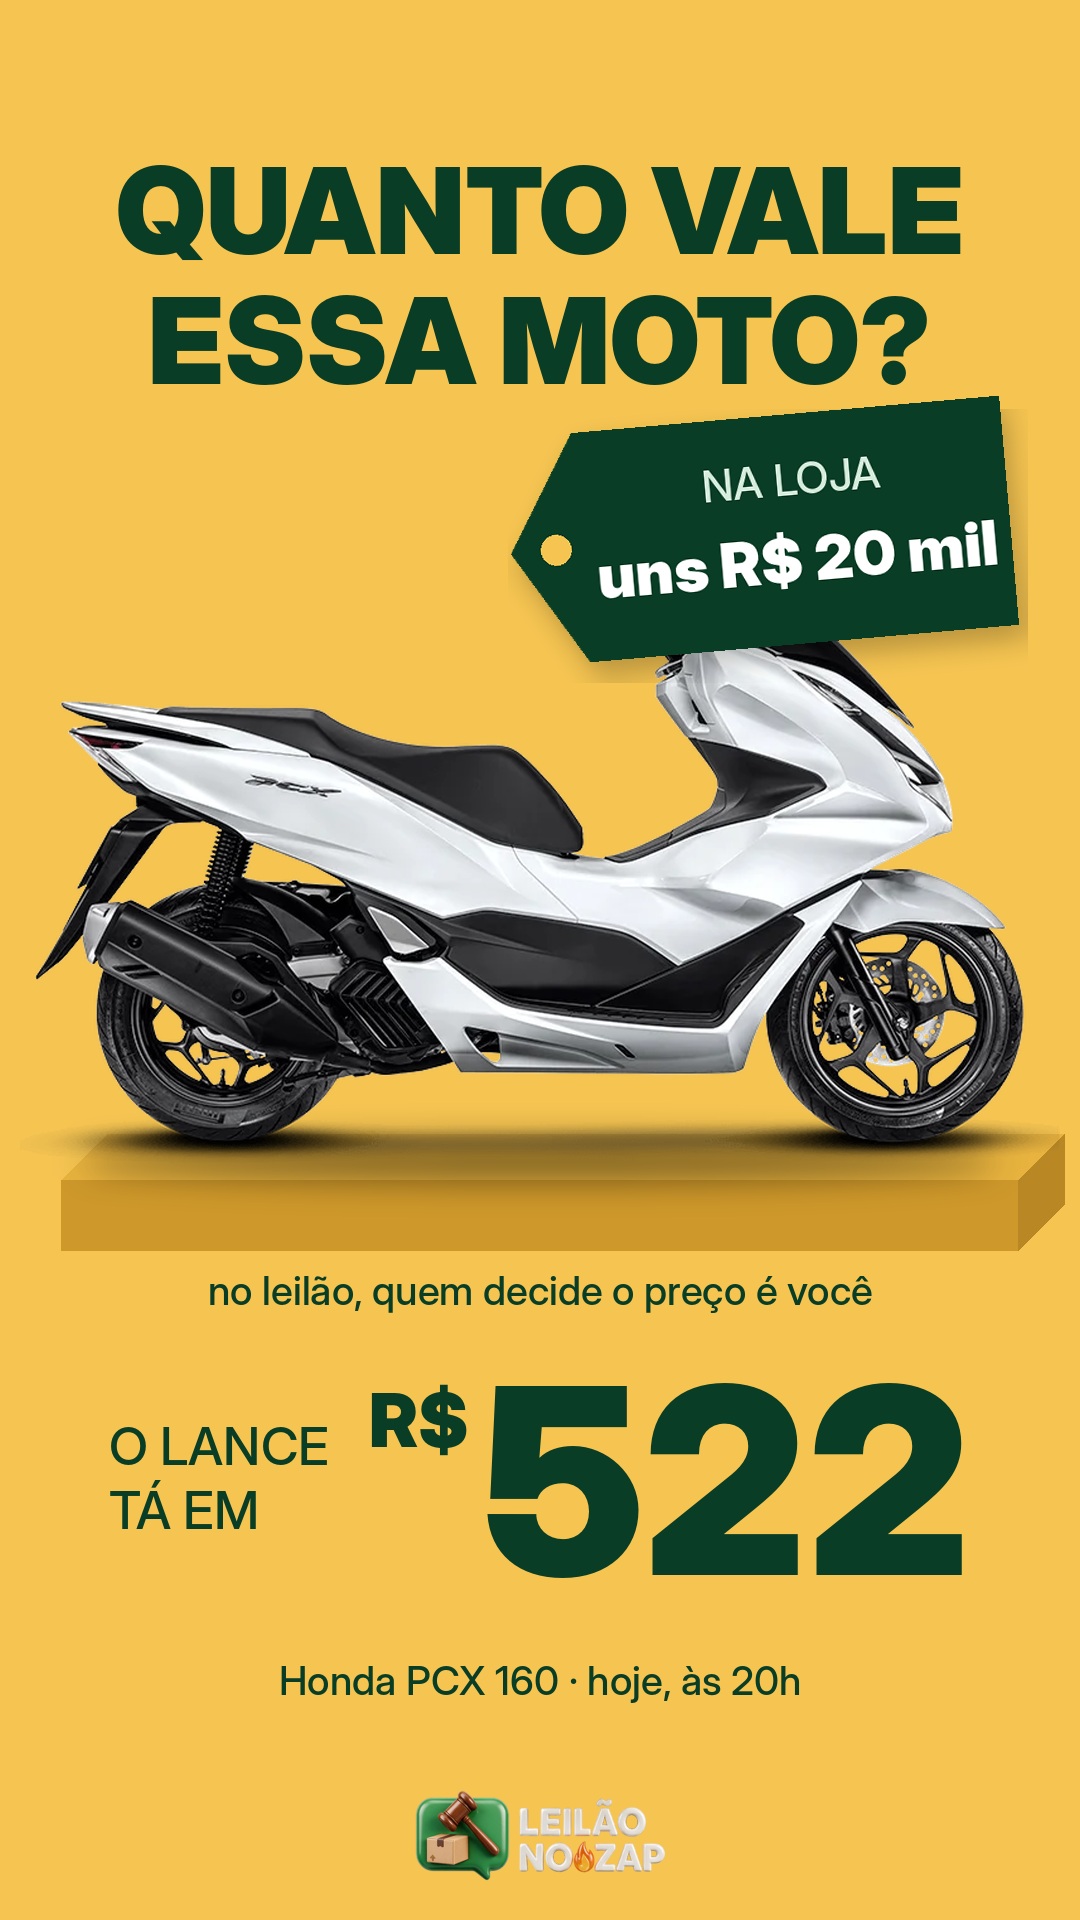 QUANTO VALE
ESSA MOTO?
NA LOJA
uns R$ 20 mil
PCX
no leilão, quem decide o preço é você
O LANCE
TÁ EM
R$ 522
Honda PCX 160 · hoje, às 20h
LEILÃO
NO ZAP